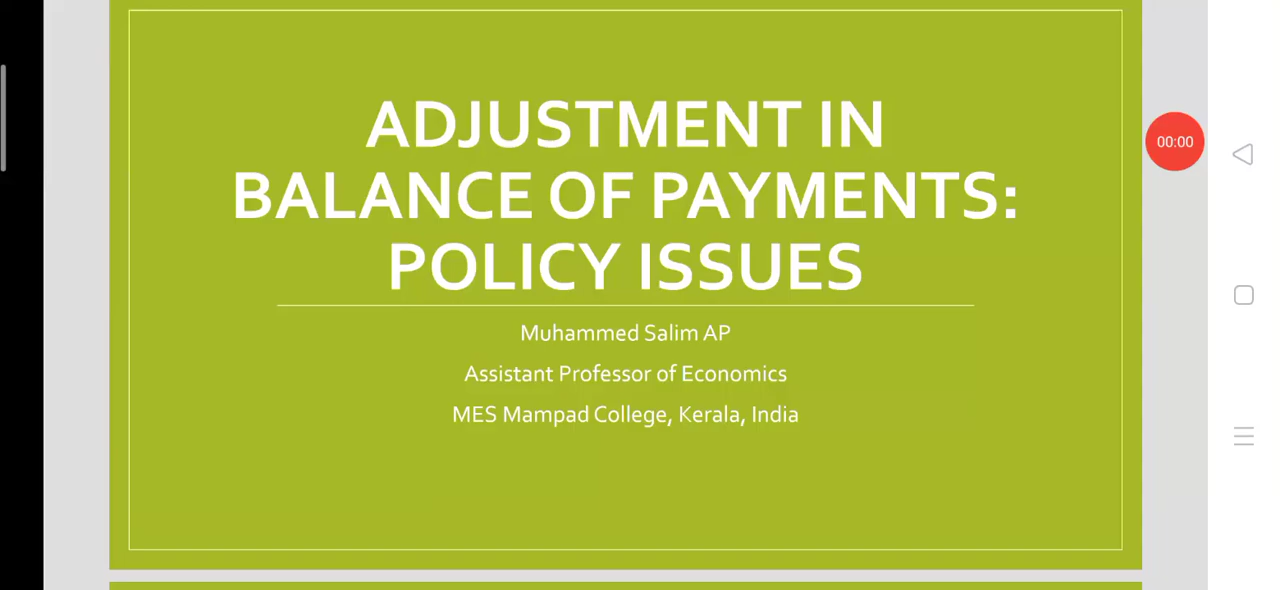 ADJUSTMENT IN
BALANCE OF PAYMENTS:
POLICY ISSUES
Muhammed Salim AP
Assistant Professor of Economics
MES Mampad College, Kerala, India
00:00